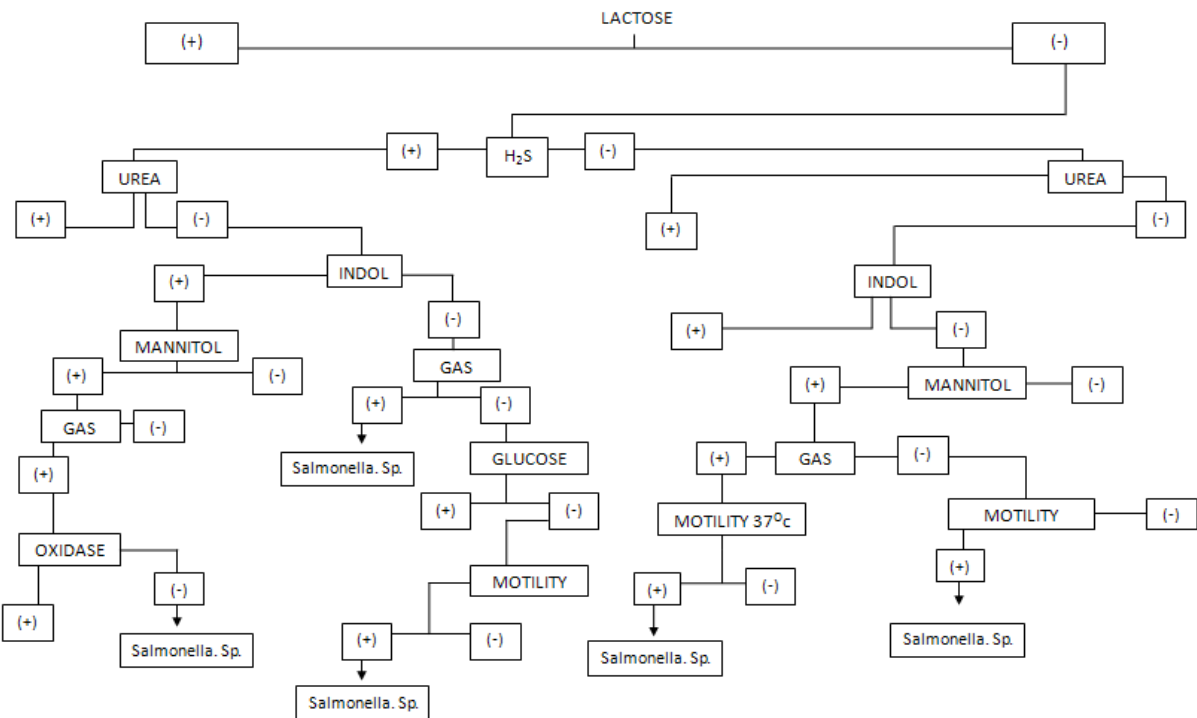 LACTOSE
(+)
(-)
(+)
H₂S
(-)
UREA
UREA
(+)
(-)
(+)
(-)
INDOL
INDOL
(+)
(-)
(+)
(-)
MANNITOL
GAS
MANNITOL
(+)
(-)
(+)
(-)
(+)
(-)
GAS
(-)
Salmonella. Sp.
GLUCOSE
(+)
GAS
(-)
(+)
(+)
(-)
MOTILITY 37⁰c
MOTILITY
(-)
OXIDASE
MOTILITY
(+)
(-)
(+)
(-)
(+)
(+)
(-)
Salmonella. Sp.
Salmonella. Sp.
Salmonella. Sp.
Salmonella. Sp.